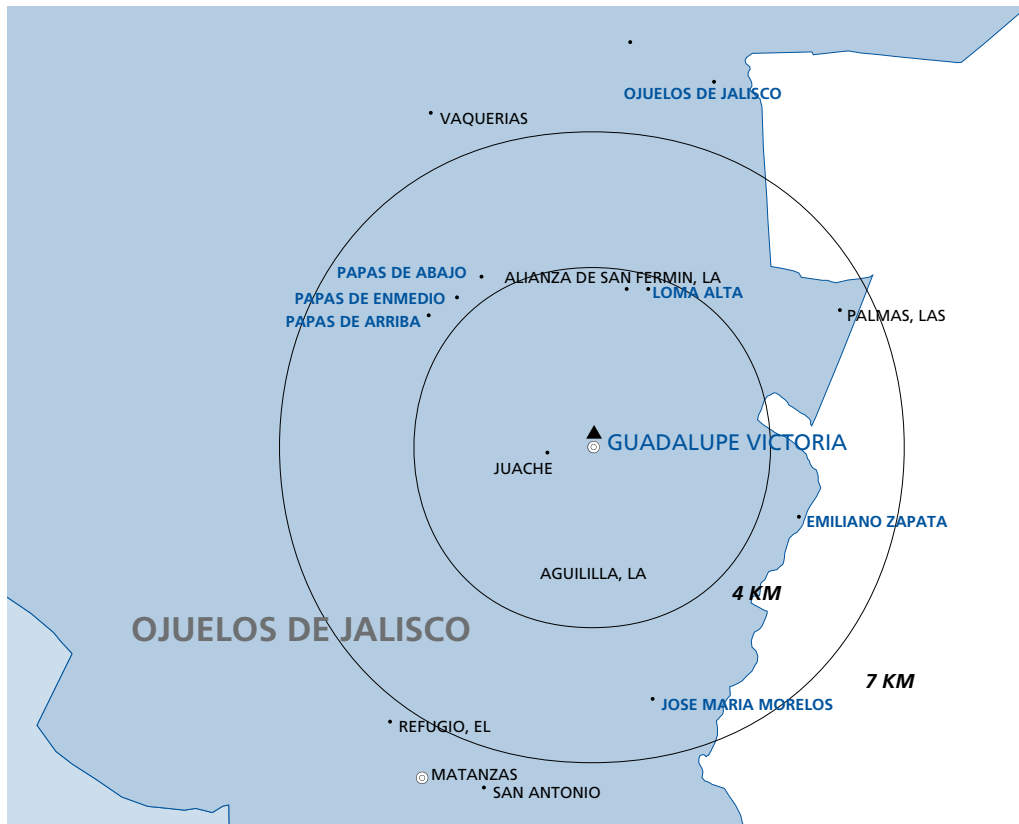 OJUELOS DE JALISCO
VAQUERIAS
PAPAS DE ABAJO
ALIANZA DE SAN FERMIN, LA
PAPAS DE ENMEDIO
LOMA ALTA
PAPAS DE ARRIBA
PALMAS, LAS
GUADALUPE VICTORIA
JUACHE
EMILIANO ZAPATA
AGUILILLA, LA
4 KM
OJUELOS DE JALISCO
7 KM
JOSE MARIA MORELOS
REFUGIO, EL
MATANZAS
SAN ANTONIO